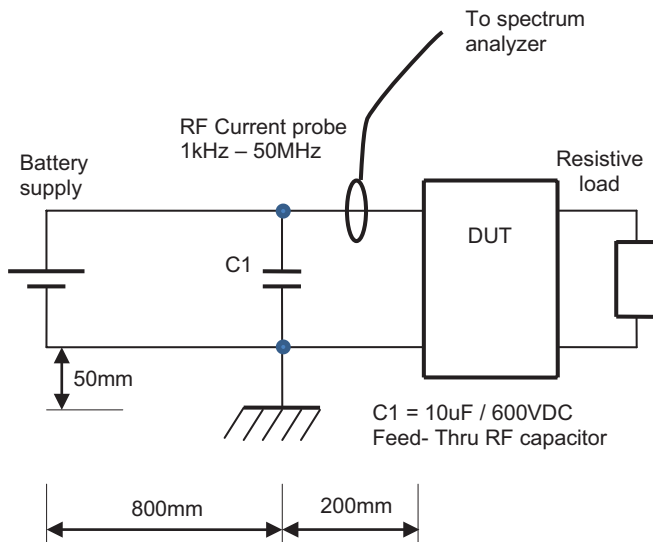 To spectrum
analyzer
RF Current probe
1kHz – 50MHz
Battery
supply
Resistive
load
DUT
C1
50mm
C1 = 10uF / 600VDC
Feed- Thru RF capacitor
800mm
200mm